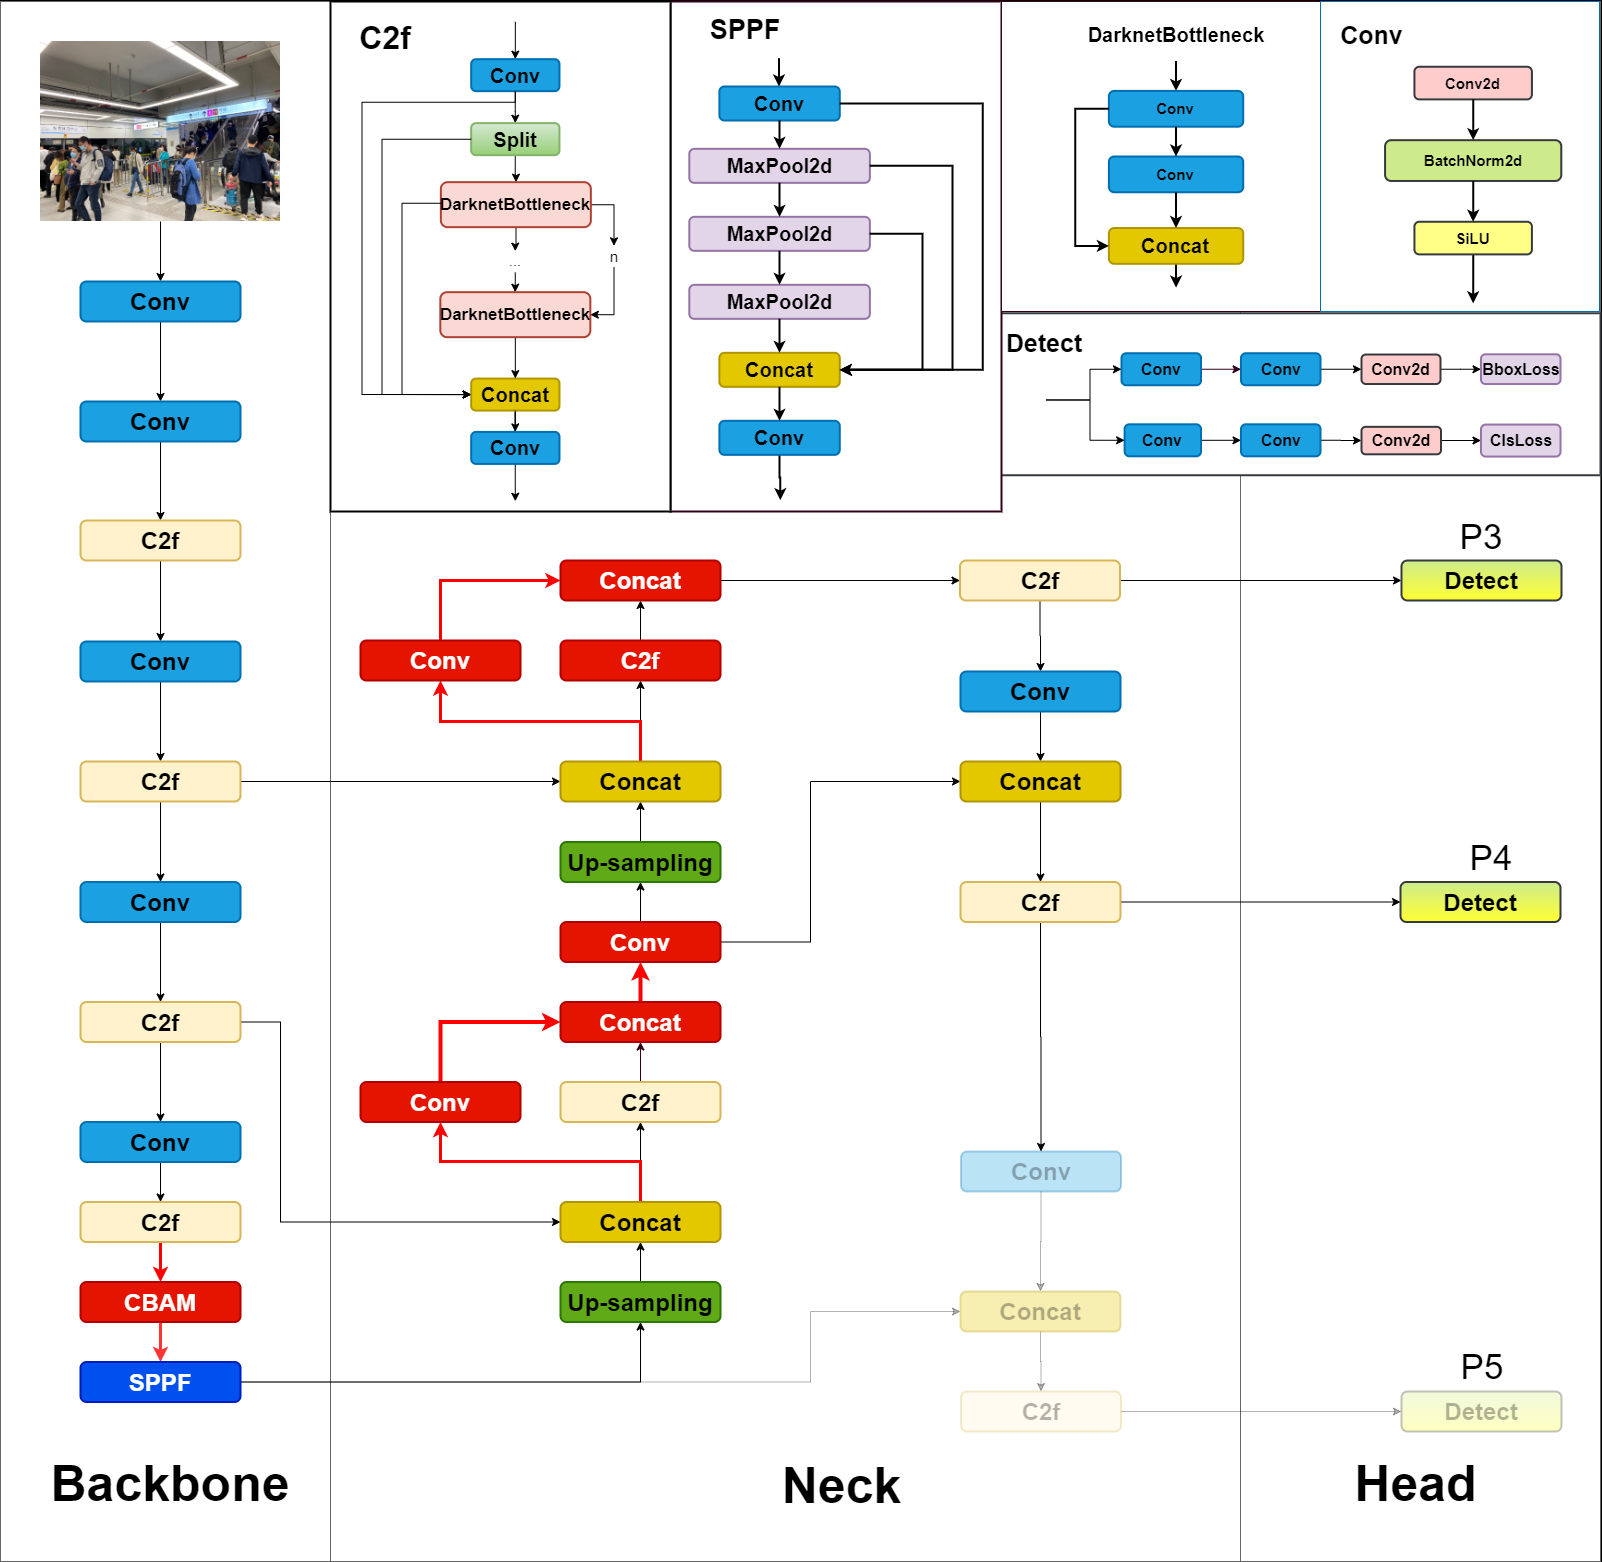 C2f
Conv
Split
DarknetBottleneck
...
n
DarknetBottleneck
Concat
Conv
SPPF
Conv
MaxPool2d
MaxPool2d
MaxPool2d
Concat
Conv
DarknetBottleneck
Conv
Conv
Concat
Conv
Conv2d
BatchNorm2d
SiLU
Detect
Conv Conv Conv2d BboxLoss
Conv Conv Conv2d ClsLoss
Conv
Conv
C2f
Conv
C2f
Conv
C2f
Conv
C2f
CBAM
SPPF
Backbone
Concat
Conv C2f
Concat
Up-sampling
Conv
Concat
Conv C2f
Concat
Up-sampling
C2f
Conv
Concat
C2f
Conv
Concat
C2f
Neck
P3
Detect
P4
Detect
P5
Detect
Head